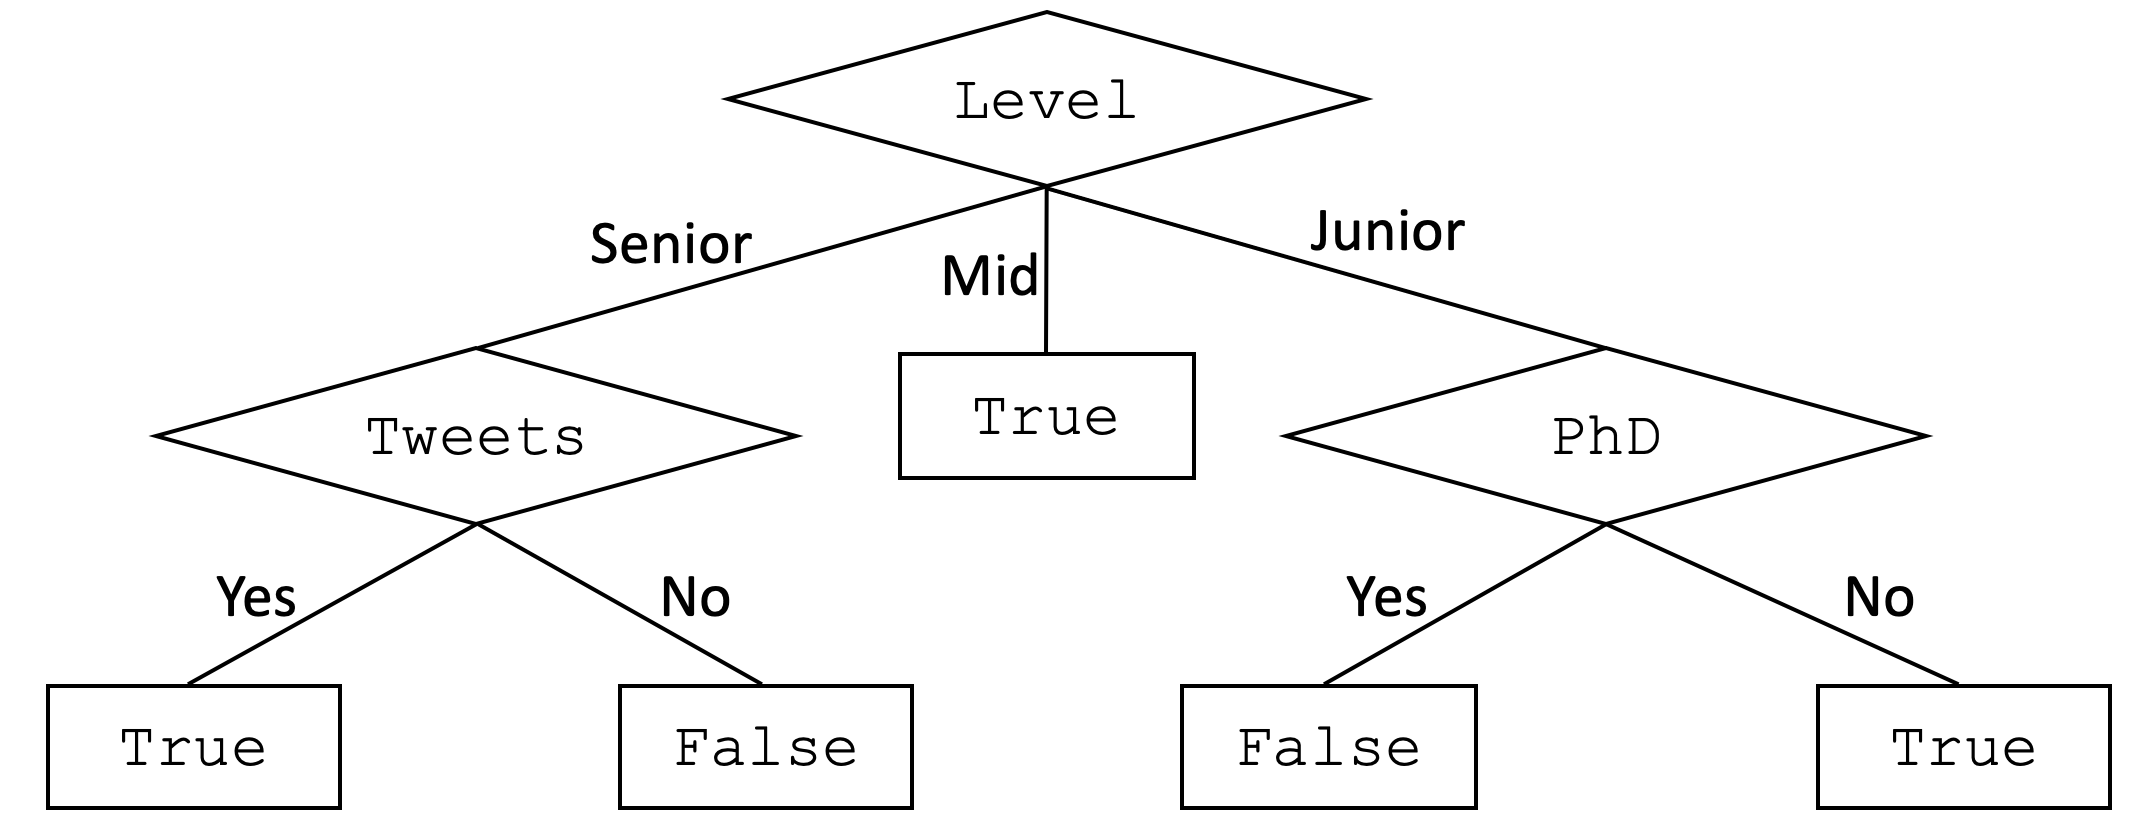 Level
Senior
Mid
Junior
Tweets
True
PhD
Yes
No
Yes
No
True
False
False
True